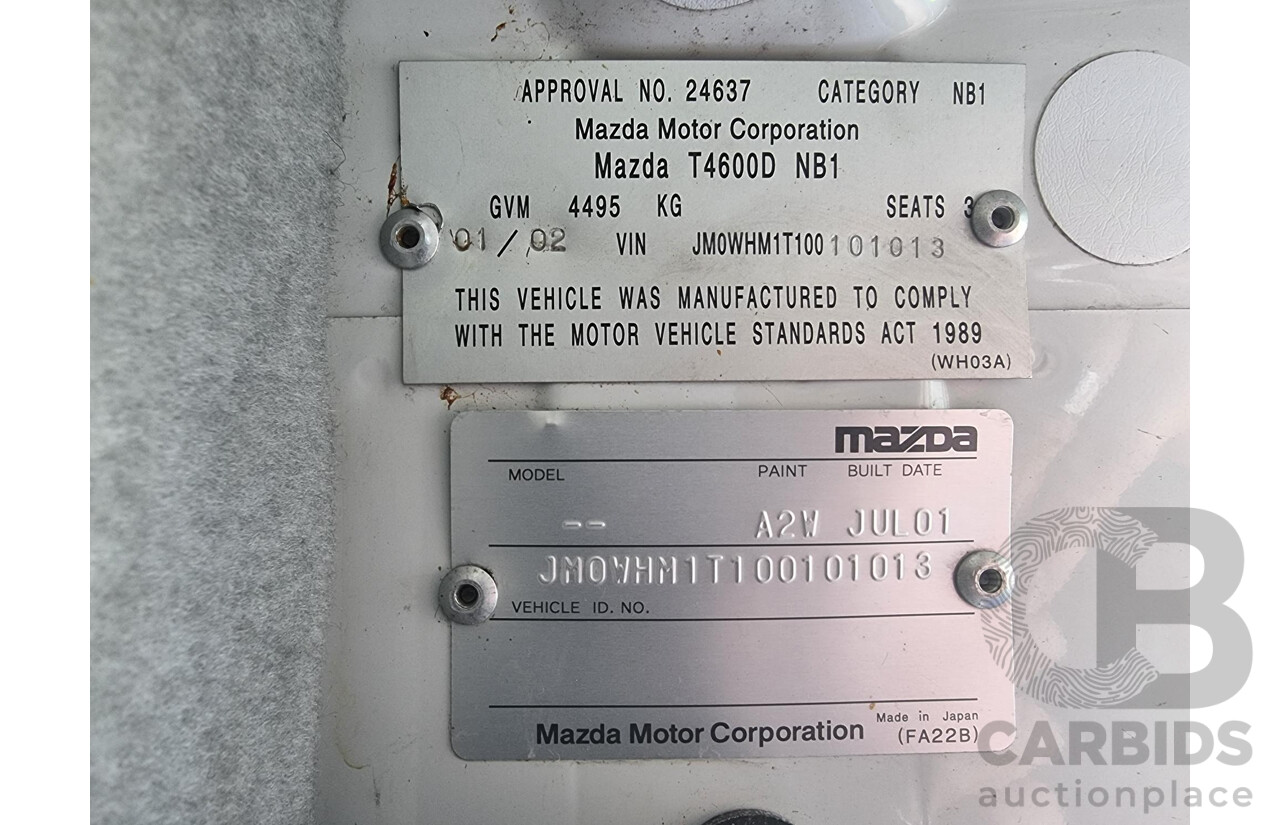 APPROVAL NO. 24637 CATEGORY NB1
Mazda Motor Corporation
Mazda T4600D NB1
GVM 4495 KG SEATS 3
01/02 VIN JM0WHM1T100101013
THIS VEHICLE WAS MANUFACTURED TO COMPLY
WITH THE MOTOR VEHICLE STANDARDS ACT 1989
(WH03A)
mazda
MODEL PAINT BUILT DATE
-- A2W JUL01
JM0WHM1T100101013
VEHICLE ID. NO.
Mazda Motor Corporation
Made in Japan
(FA22B)
CB
CARBIDS
auctionplace